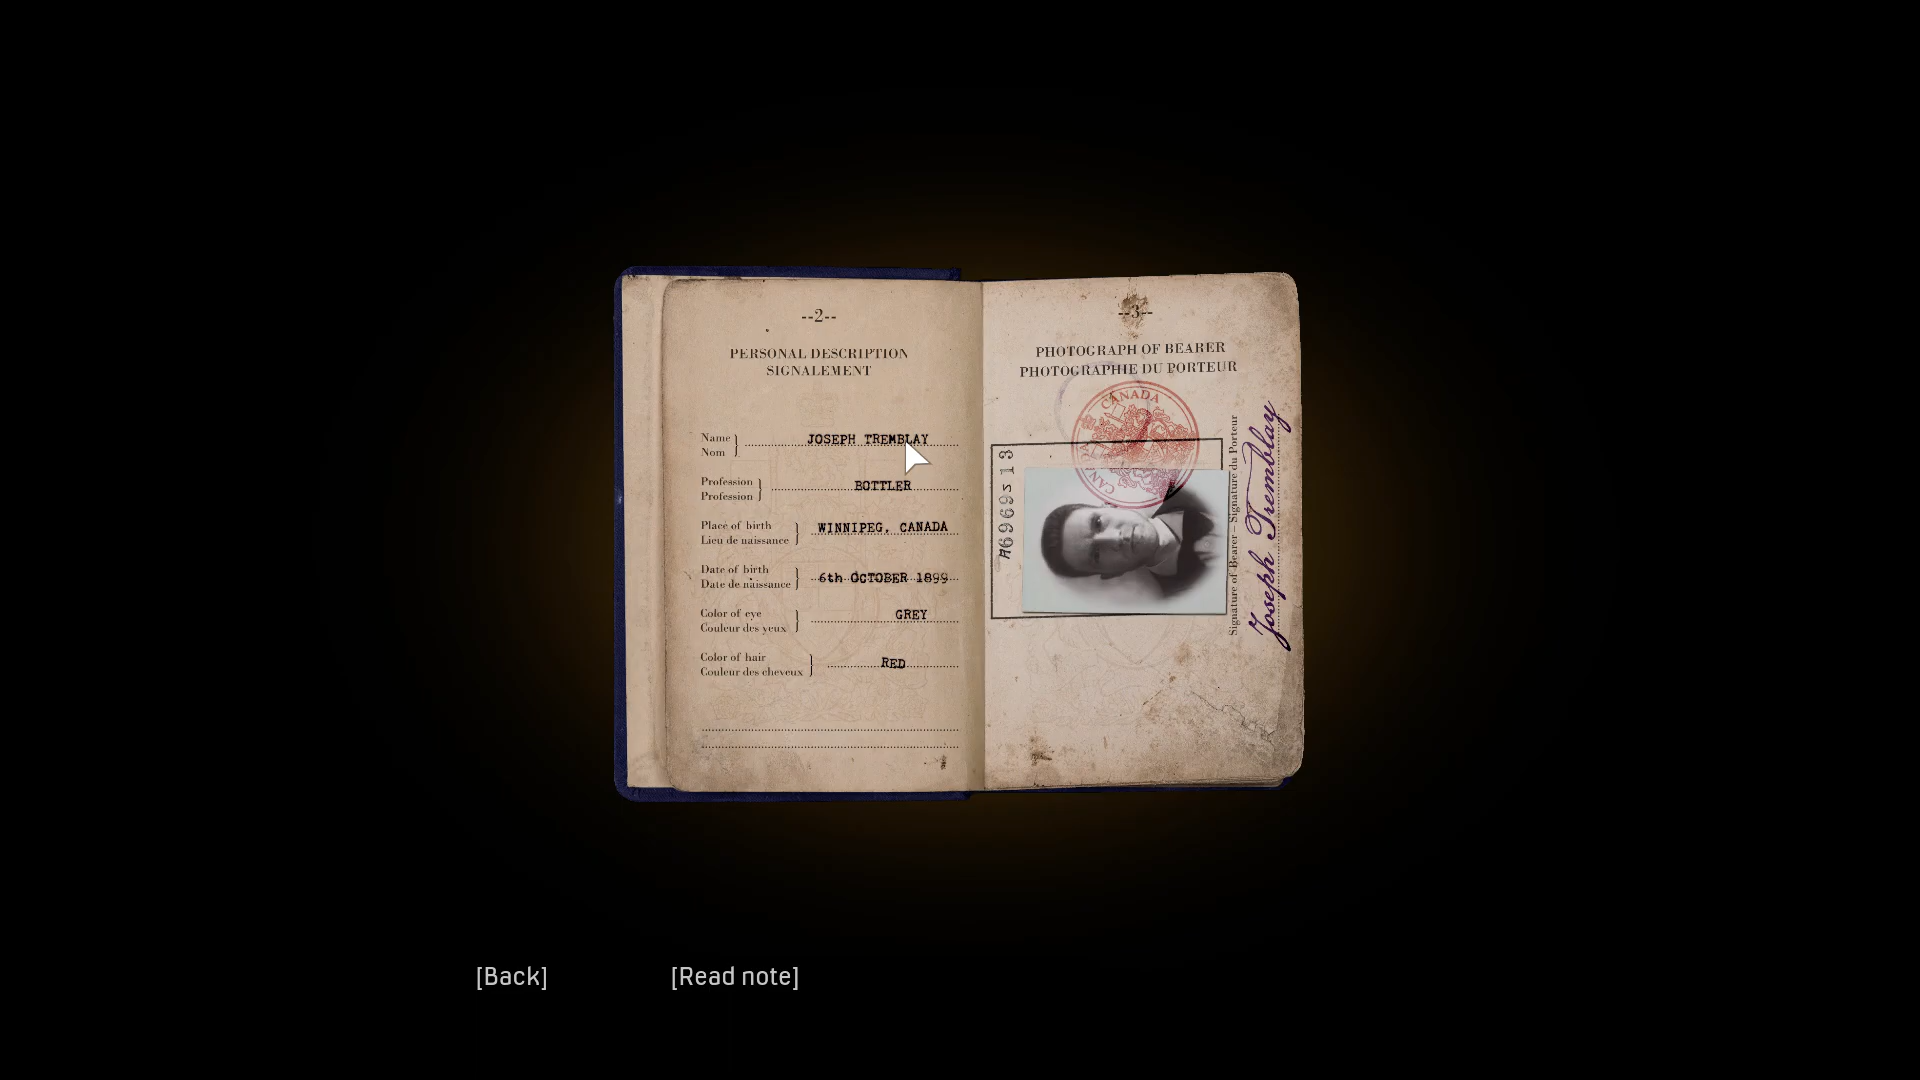 --2--
PERSONAL DESCRIPTION
SIGNALEMENT
Name
Nom
JOSEPH TREMBLAY
Profession
Profession
BOTTLER
Place of birth
Lieu de naissance
WINNIPEG, CANADA
Date of birth
Date de naissance
6th OCTOBER 1899
Color of eye
Couleur des yeux
GREY
Color of hair
Couleur des cheveux
RED
--3--
PHOTOGRAPH OF BEARER
PHOTOGRAPHIE DU PORTEUR
CANADA
A6969s13
Signature of Bearer – Signature du Porteur
Joseph Tremblay
[Back]
[Read note]